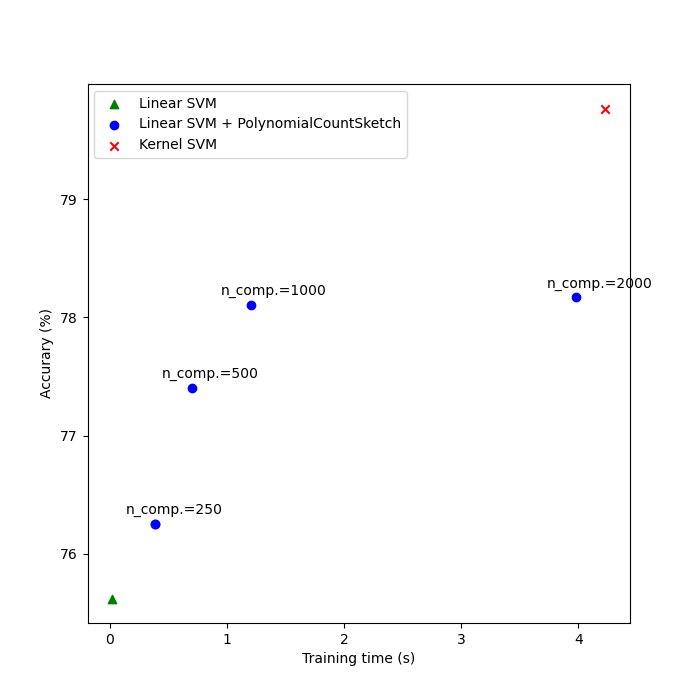 Linear SVM
Linear SVM + PolynomialCountSketch
Kernel SVM
79
n_comp.=2000
n_comp.=1000
78
n_comp.=500
77
n_comp.=250
76
0 1 2 3 4
Training time (s)
Accurary (%)